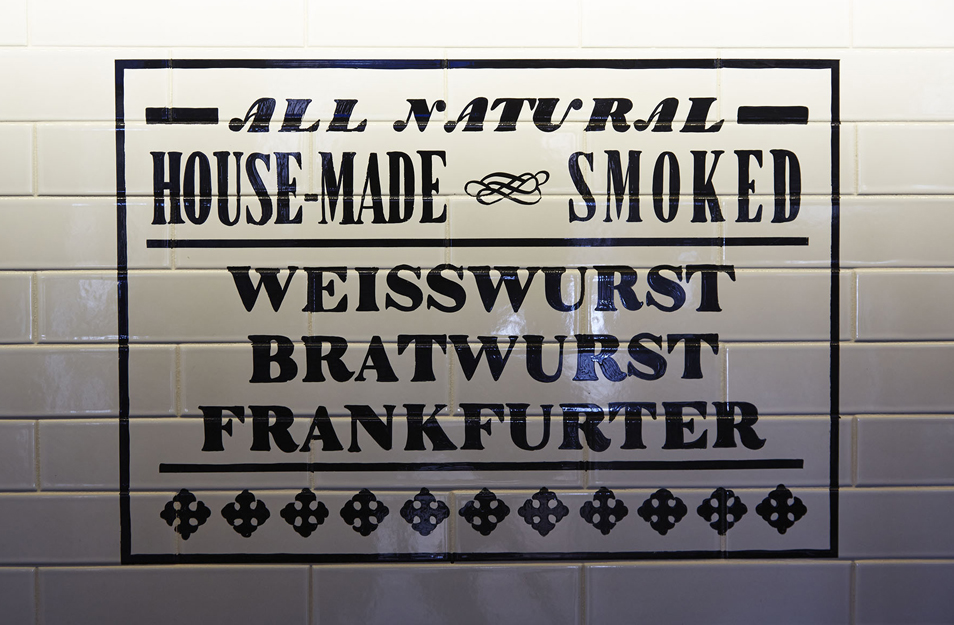 ALL NATURAL
HOUSE-MADE SMOKED
WEISSWURST
BRATWURST
FRANKFURTER